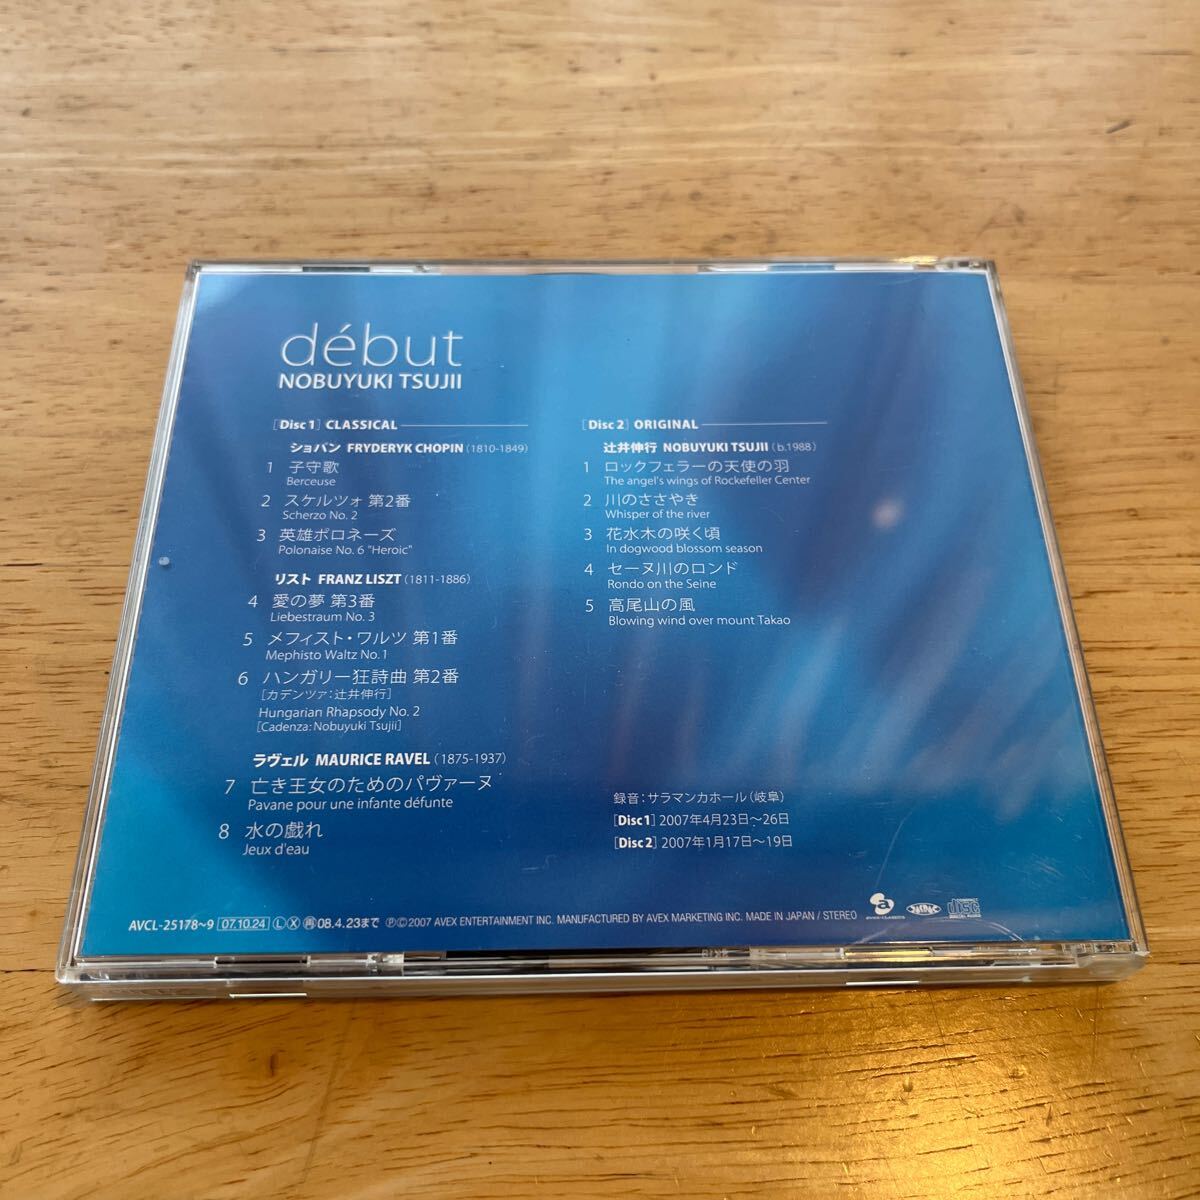 début
NOBUYUKI TSUJII
[Disc 1] CLASSICAL
ショパン FRYDERYK CHOPIN (1810-1849)
1 子守歌
Berceuse
2 スケルツォ 第2番
Scherzo No. 2
3 英雄ポロネーズ
Polonaise No. 6 "Heroic"
リスト FRANZ LISZT (1811-1886)
4 愛の夢 第3番
Liebestraum No. 3
5 メフィスト・ワルツ 第1番
Mephisto Waltz No. 1
6 ハンガリー狂詩曲 第2番
[カデンツァ：辻井伸行]
Hungarian Rhapsody No. 2
[Cadenza: Nobuyuki Tsujii]
ラヴェル MAURICE RAVEL (1875-1937)
7 亡き王女のためのパヴァーヌ
Pavane pour une infante défunte
8 水の戯れ
Jeux d'eau
[Disc 2] ORIGINAL
辻井伸行 NOBUYUKI TSUJII (b.1988)
1 ロックフェラーの天使の羽
The angel's wings of Rockefeller Center
2 川のささやき
Whisper of the river
3 花水木の咲く頃
In dogwood blossom season
4 セーヌ川のロンド
Rondo on the Seine
5 高尾山の風
Blowing wind over mount Takao
録音：サラマンカホール（岐阜）
[Disc 1] 2007年4月23日～26日
[Disc 2] 2007年1月17日～19日
AVCL-25178~9 07.10.24 Ⓛ Ⓧ ㊐08.4.23まで ℗©2007 AVEX ENTERTAINMENT INC. MANUFACTURED BY AVEX MARKETING INC. MADE IN JAPAN / STEREO